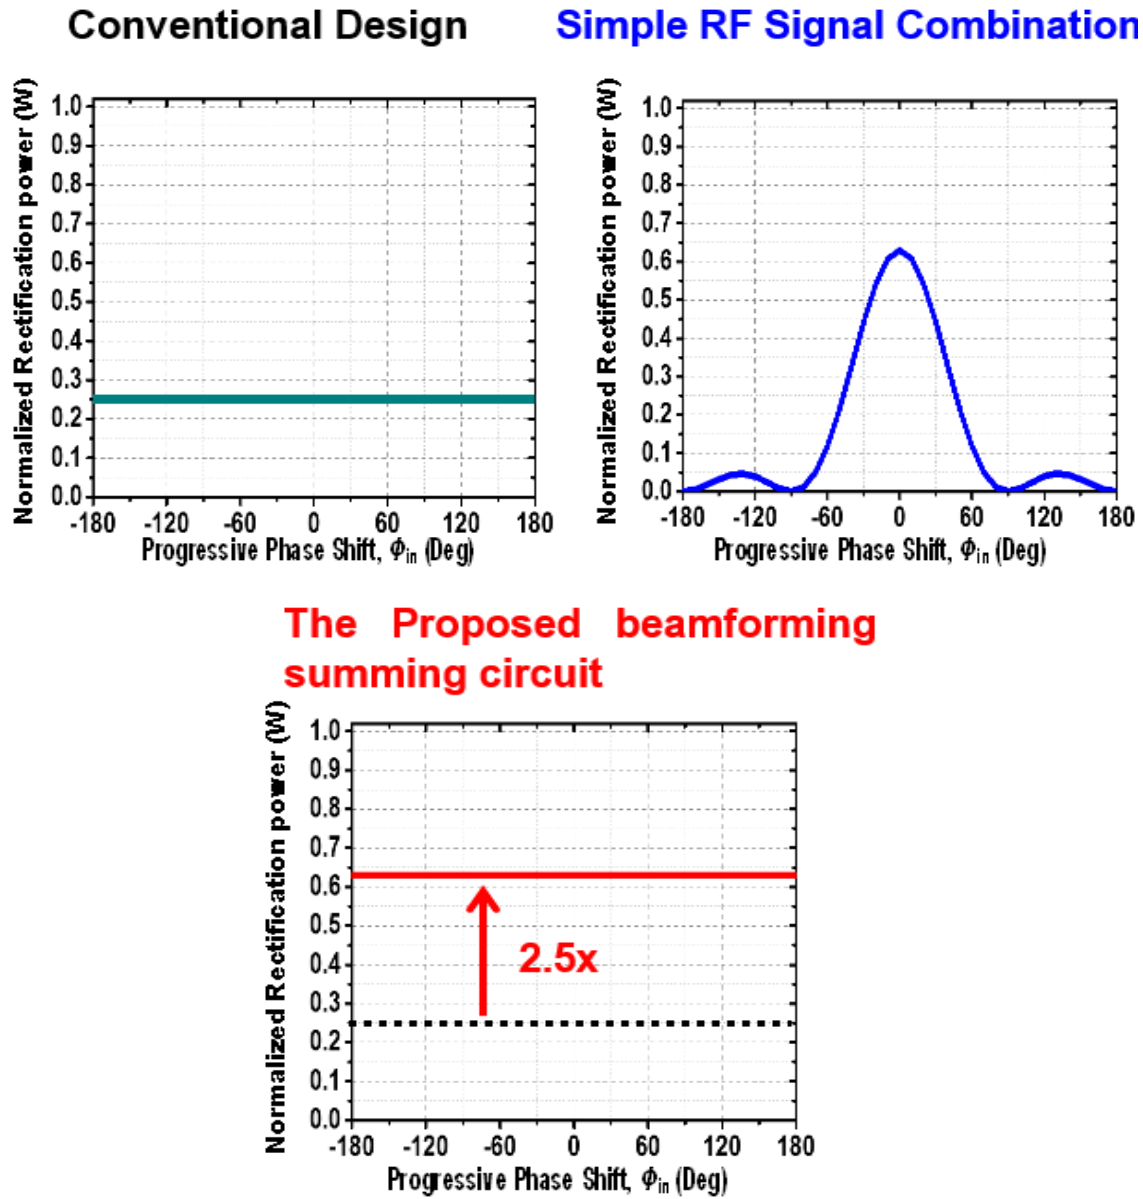 Conventional Design
Simple RF Signal Combination
Normalized Rectification power (W)
1.0
0.9
0.8
0.7
0.6
0.5
0.4
0.3
0.2
0.1
0.0
-180 -120 -60 0 60 120 180
Progressive Phase Shift, Φin (Deg)
Normalized Rectification power (W)
1.0
0.9
0.8
0.7
0.6
0.5
0.4
0.3
0.2
0.1
0.0
-180 -120 -60 0 60 120 180
Progressive Phase Shift, Φin (Deg)
The Proposed beamforming
summing circuit
Normalized Rectification power (W)
1.0
0.9
0.8
0.7
0.6
0.5
0.4
0.3
0.2
0.1
0.0
2.5x
-180 -120 -60 0 60 120 180
Progressive Phase Shift, Φin (Deg)